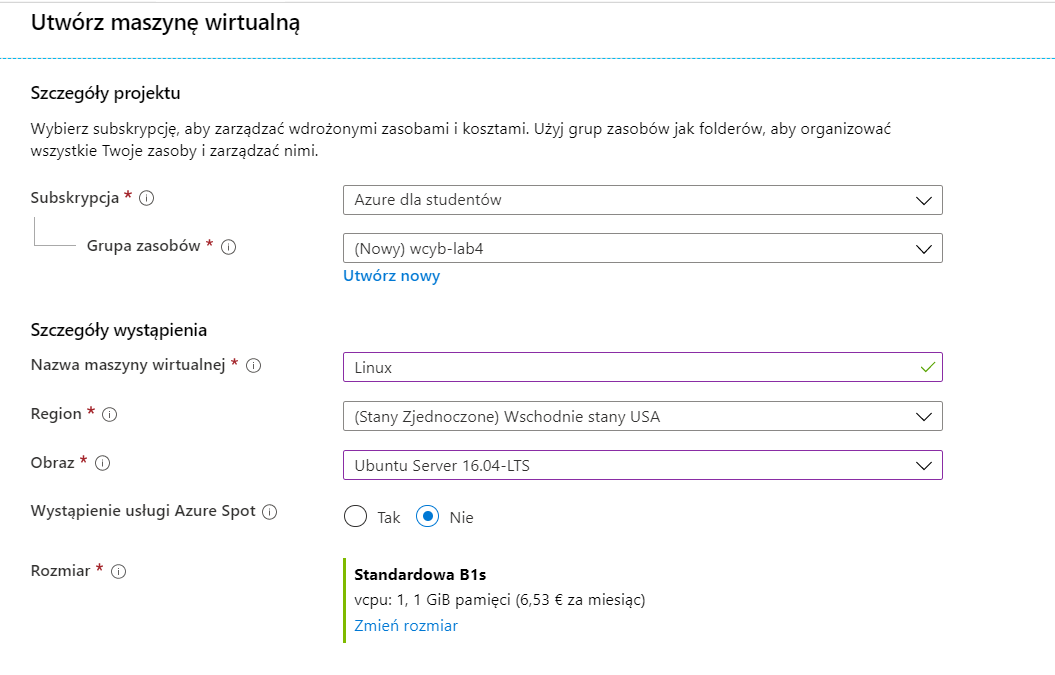 Utwórz maszynę wirtualną
Szczegóły projektu
Wybierz subskrypcję, aby zarządzać wdrożonymi zasobami i kosztami. Użyj grup zasobów jak folderów, aby organizować
wszystkie Twoje zasoby i zarządzać nimi.
Subskrypcja * Azure dla studentów
Grupa zasobów * (Nowy) wcyb-lab4
Utwórz nowy
Szczegóły wystąpienia
Nazwa maszyny wirtualnej * Linux
Region * (Stany Zjednoczone) Wschodnie stany USA
Obraz * Ubuntu Server 16.04-LTS
Wystąpienie usługi Azure Spot Tak Nie
Rozmiar * Standardowa B1s
vcpu: 1, 1 GiB pamięci (6,53 € za miesiąc)
Zmień rozmiar